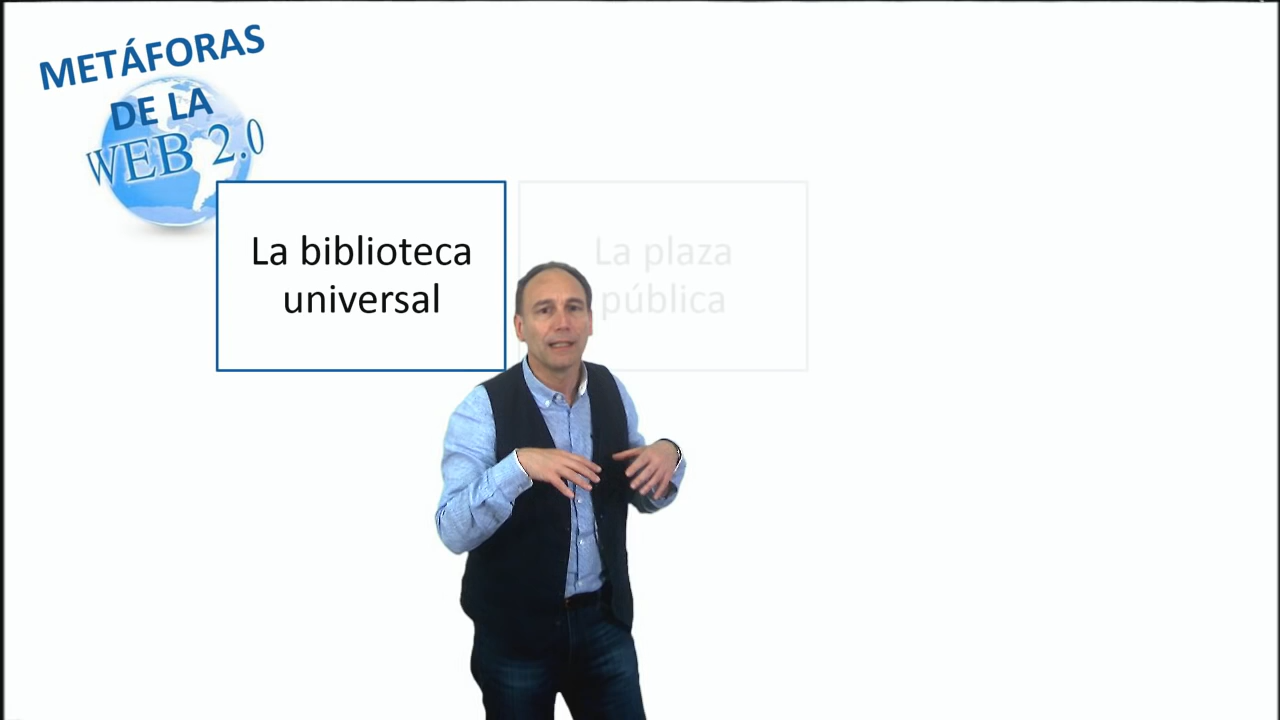 METÁFORAS
DE LA
WEB 2.0
La biblioteca
universal
La plaza
pública